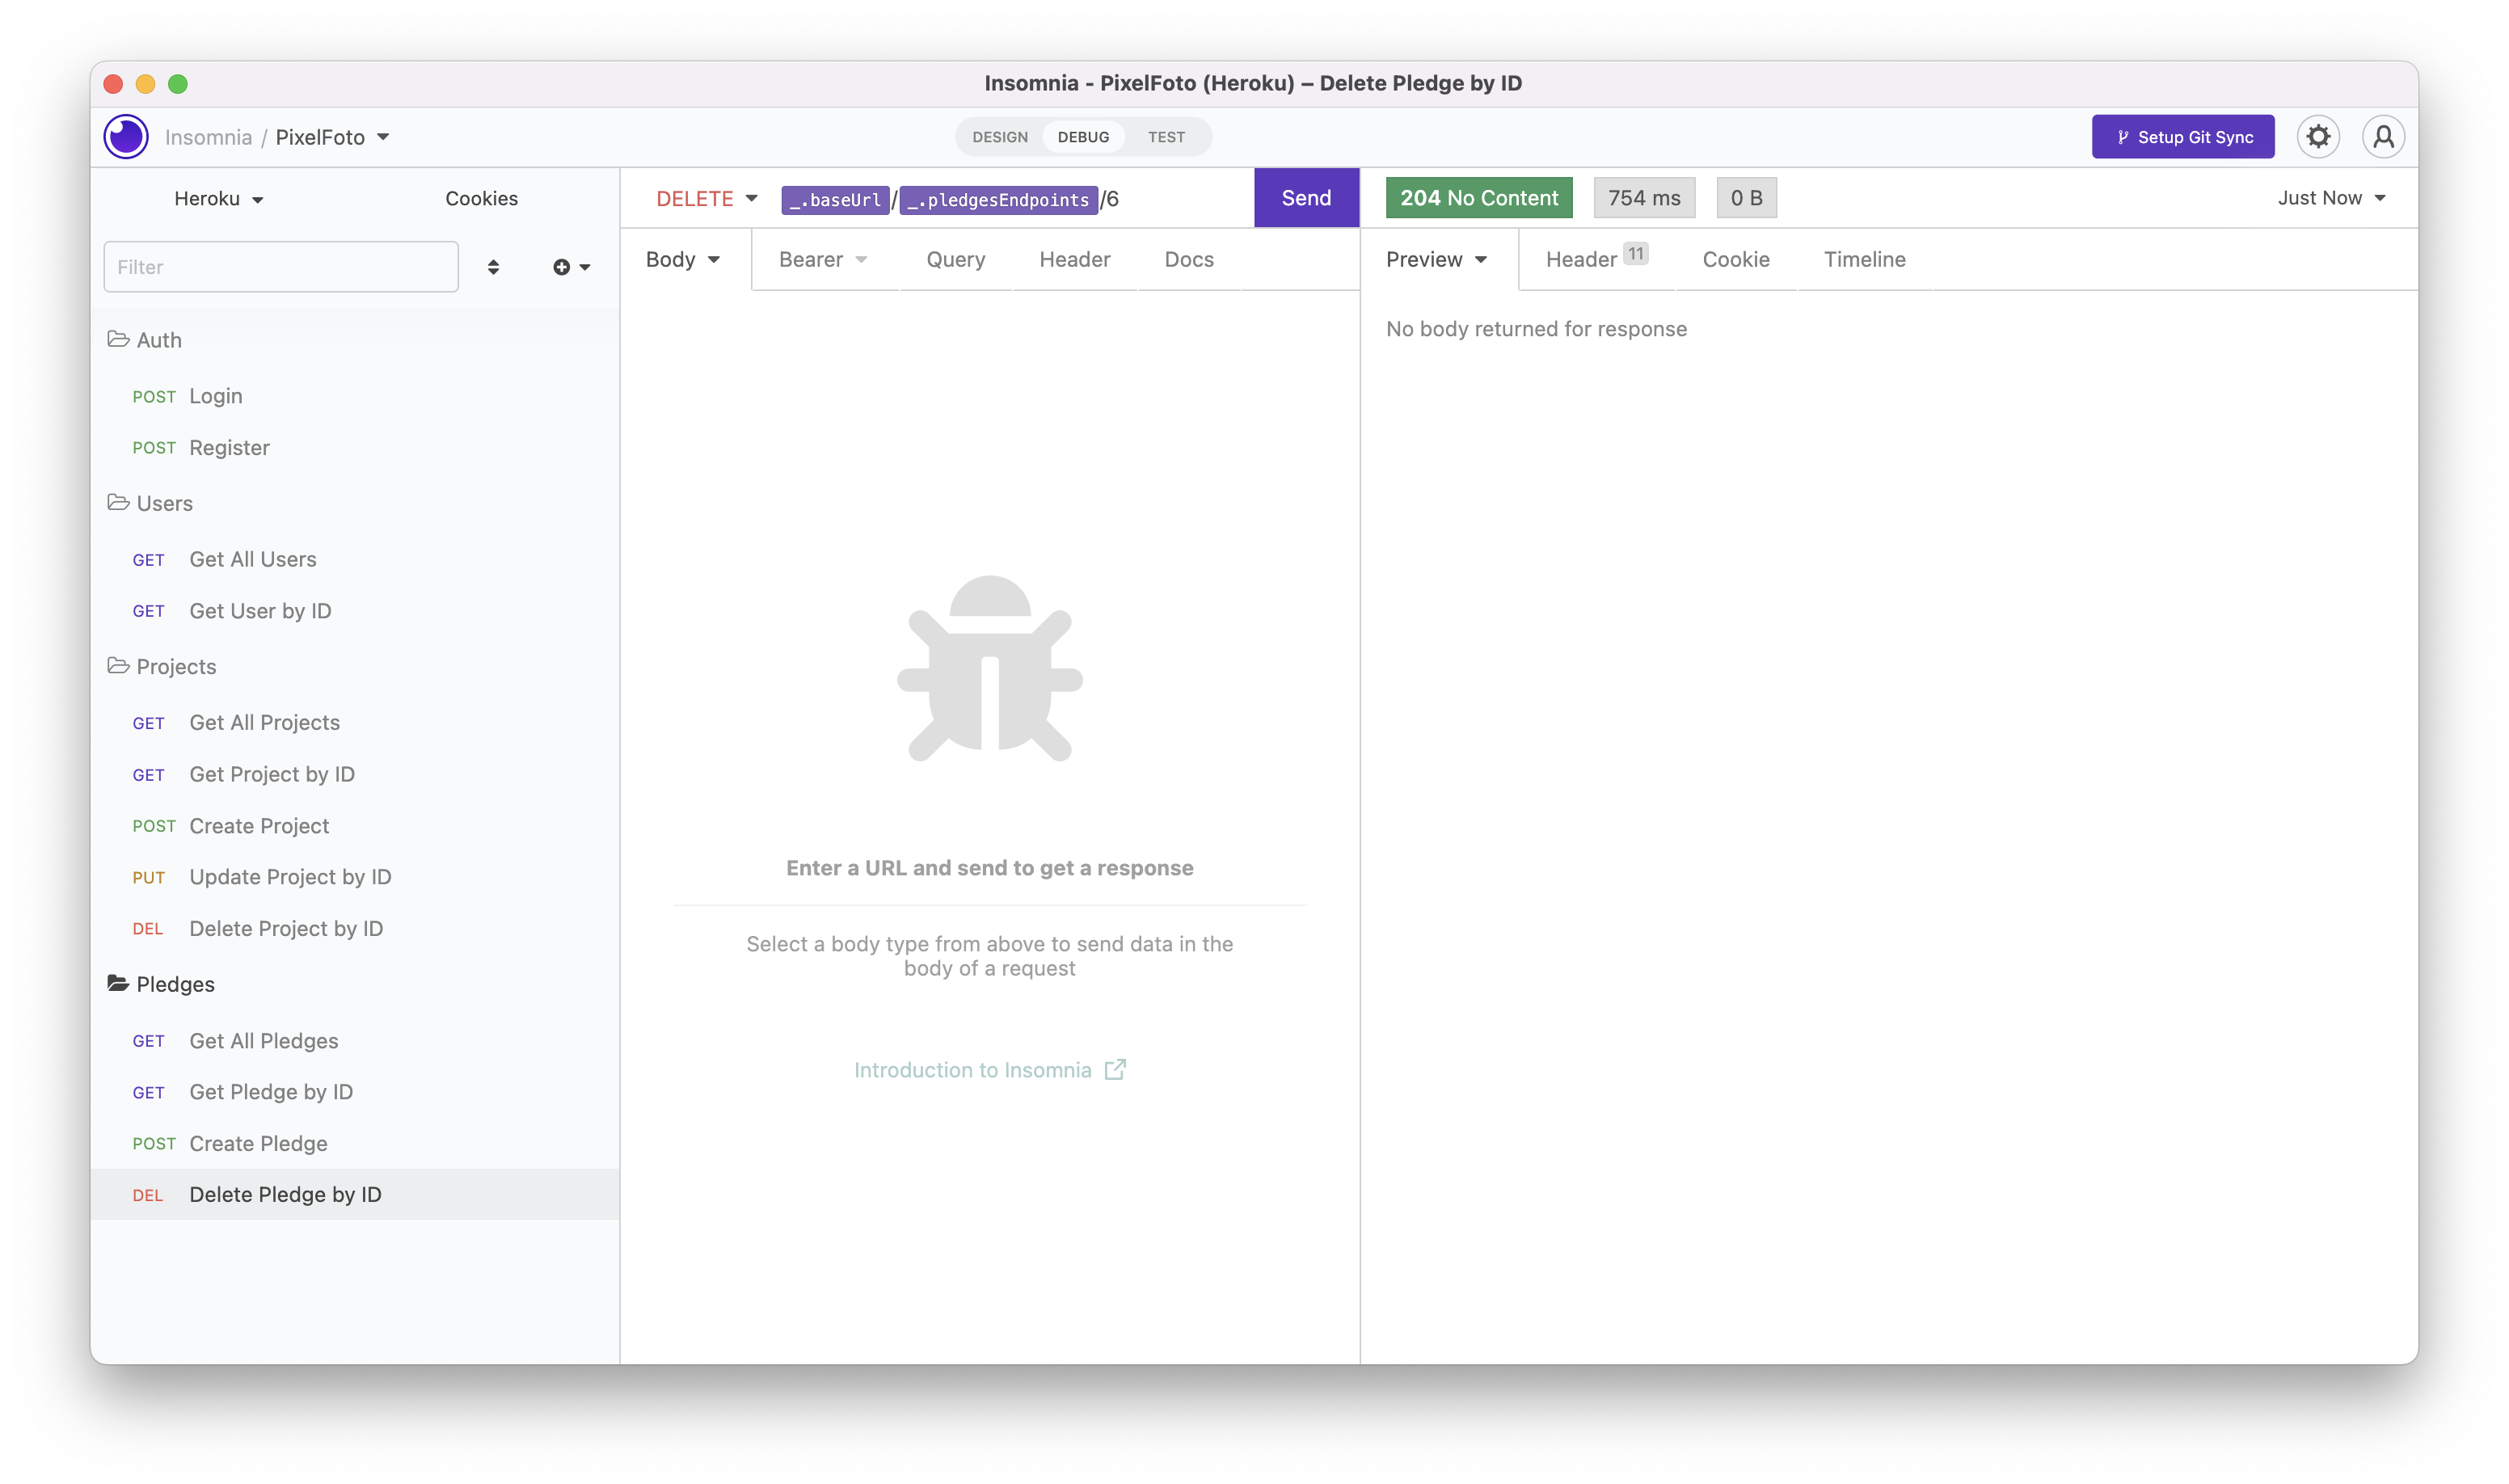 Insomnia - PixelFoto (Heroku) – Delete Pledge by ID
Insomnia / PixelFoto
DESIGN DEBUG TEST
Setup Git Sync
Heroku Cookies
Filter
Auth
POST Login
POST Register
Users
GET Get All Users
GET Get User by ID
Projects
GET Get All Projects
GET Get Project by ID
POST Create Project
PUT Update Project by ID
DEL Delete Project by ID
Pledges
GET Get All Pledges
GET Get Pledge by ID
POST Create Pledge
DEL Delete Pledge by ID
DELETE _.baseUrl/_.pledgesEndpoints/6 Send
Body Bearer Query Header Docs
Enter a URL and send to get a response
Select a body type from above to send data in the
body of a request
Introduction to Insomnia
204 No Content 754 ms 0 B Just Now
Preview Header 11 Cookie Timeline
No body returned for response